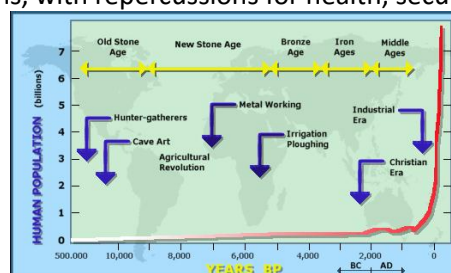 is, with repercussions for health, secu
Old Stone Age
New Stone Age
Bronze Age
Iron Ages
Middle Ages
HUMAN POPULATION (billions)
7
6
5
4
3
2
1
0
Hunter-gatherers
Cave Art
Agricultural Revolution
Metal Working
Irrigation Ploughing
Industrial Era
Christian Era
500.000 10,000 8,000 6,000 4,000 2,000 0
YEARS BP
BC AD